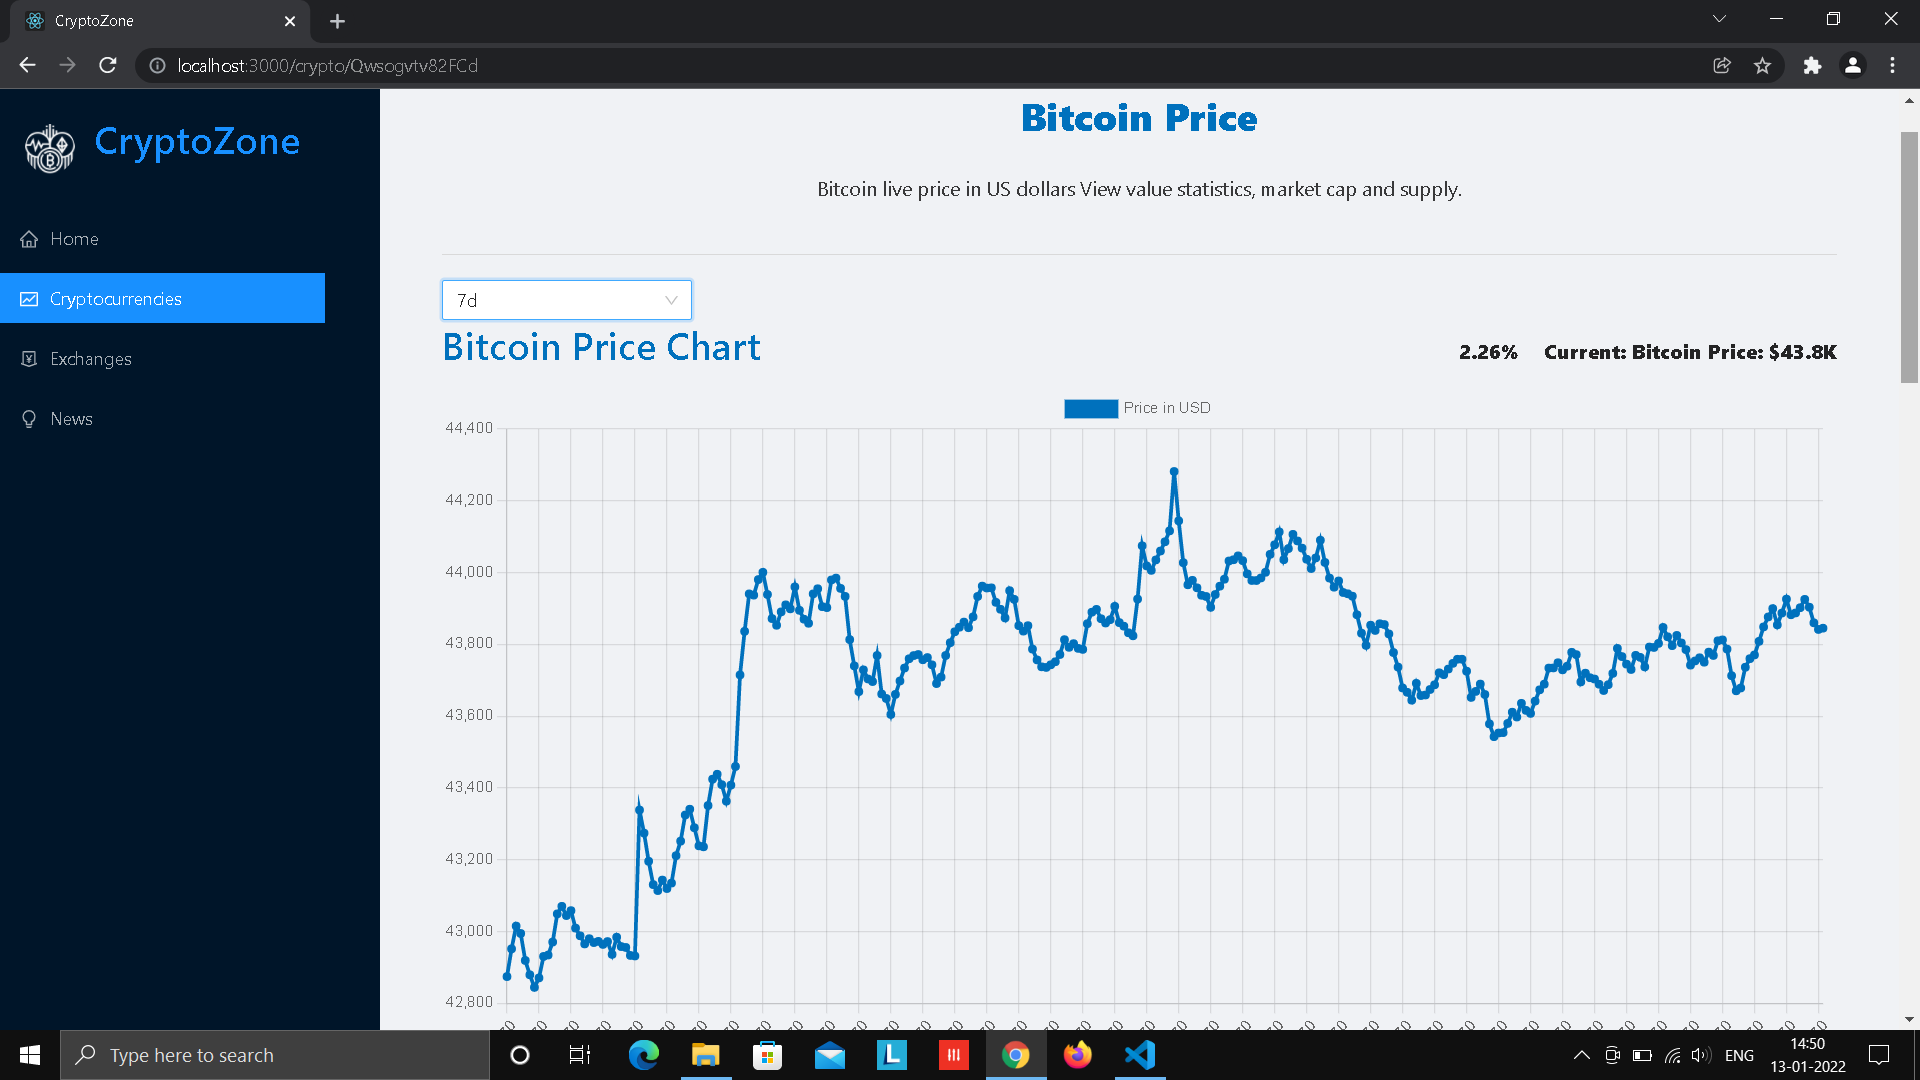 CryptoZone
localhost:3000/crypto/Qwsogvtv82FCd
CryptoZone
Home
Cryptocurrencies
Exchanges
News
Bitcoin Price
Bitcoin live price in US dollars View value statistics, market cap and supply.
7d
Bitcoin Price Chart
2.26% Current: Bitcoin Price: $43.8K
Price in USD
44,400
44,200
44,000
43,800
43,600
43,400
43,200
43,000
42,800
Type here to search
ENG
14:50
13-01-2022